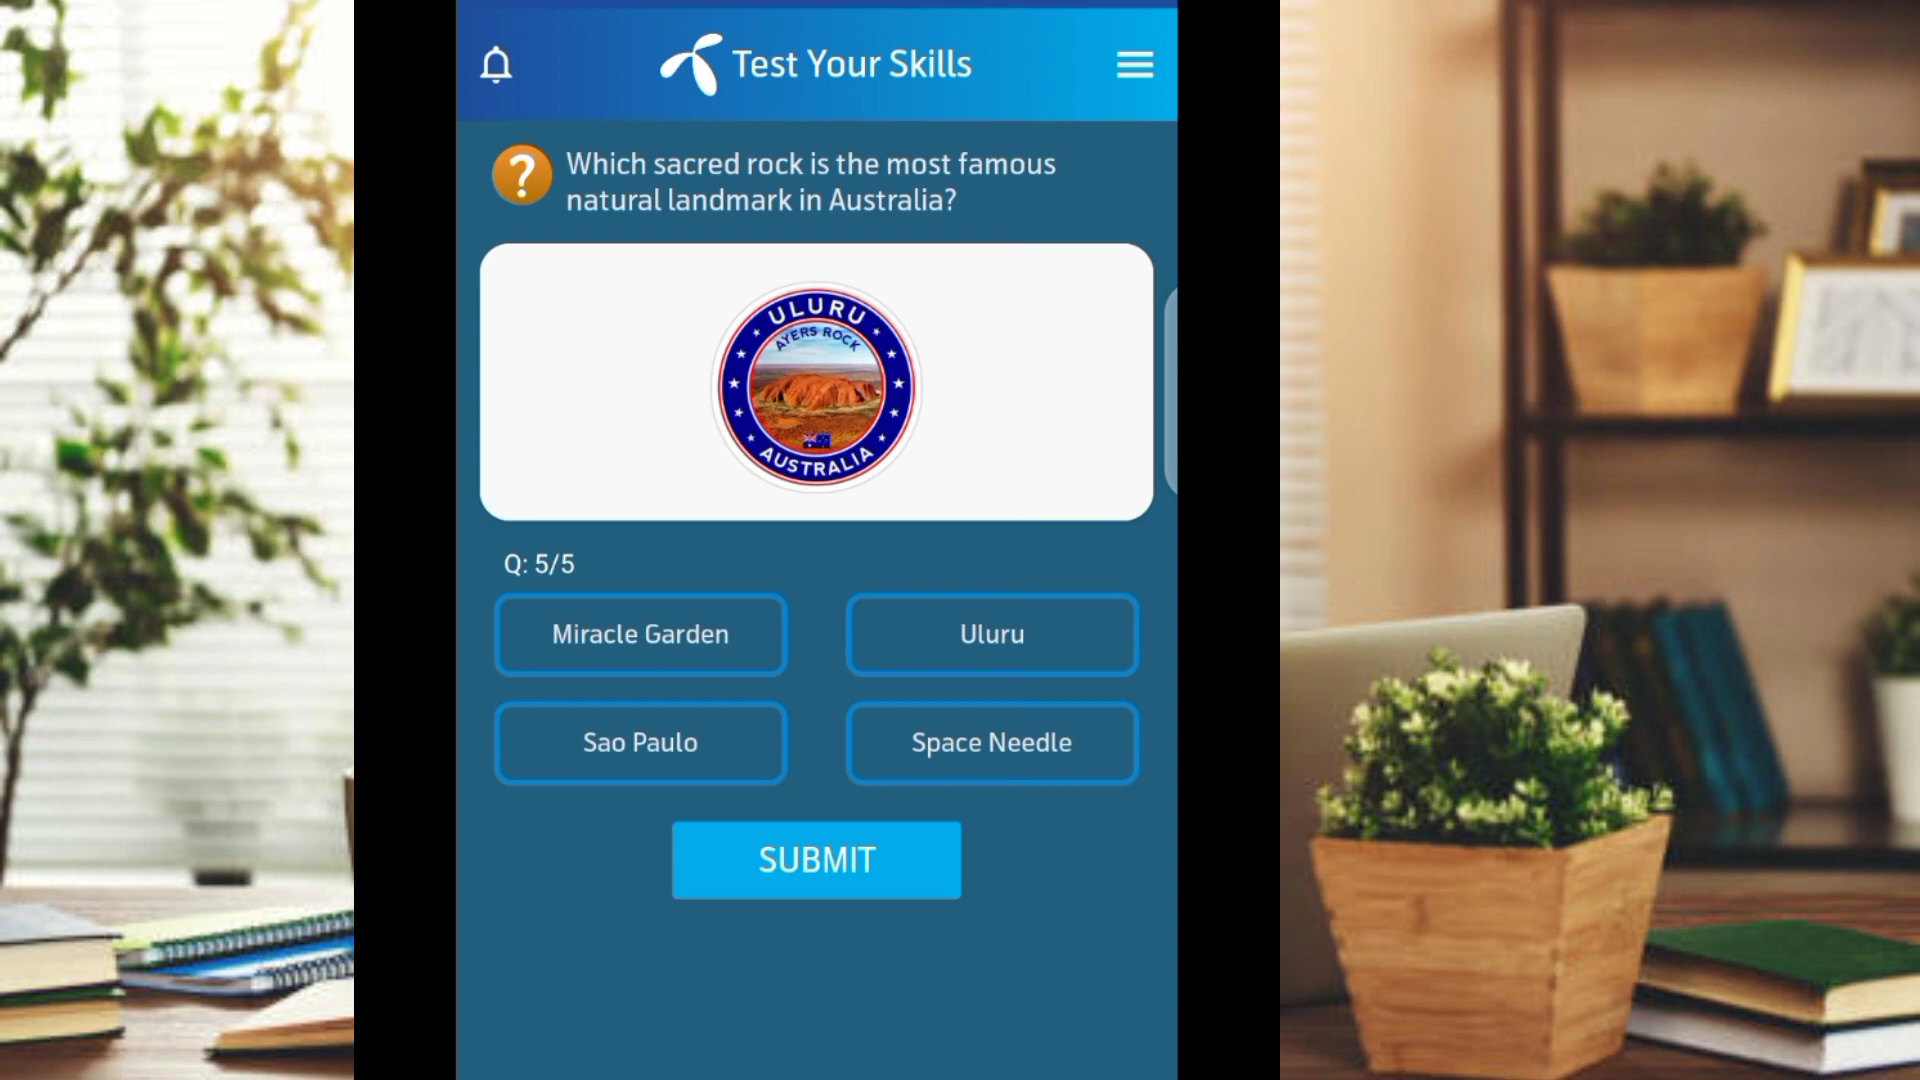 Test Your Skills
? Which sacred rock is the most famous
natural landmark in Australia?
ULURU
AYERS ROCK
AUSTRALIA
Q: 5/5
Miracle Garden
Uluru
Sao Paulo
Space Needle
SUBMIT